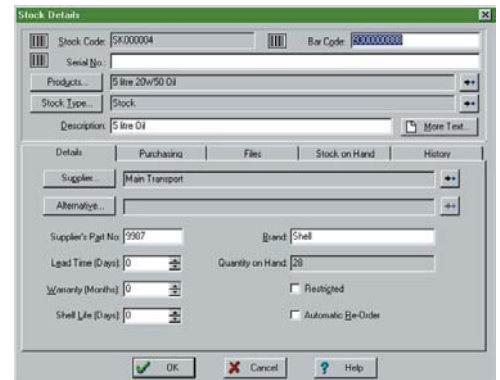 Stock Details
Stock Code: SK000004 Bar Code:
Serial No.:
Products... 5 litre 20w50 Oil
Stock Type... Stock
Description: 5 litre Oil More Text...
Details Purchasing Files Stock on Hand History
Supplier... Main Transport
Alternative...
Supplier's Part No: 9987 Brand: Shell
Lead Time (Days): 0 Quantity on Hand: 28
Warranty (Months): 0 Restricted
Shelf Life (Days): 0 Automatic Re-Order
OK Cancel Help